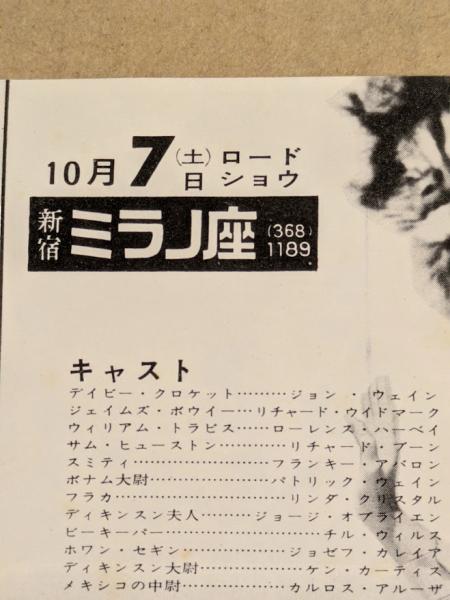 10月7日(土)ロードショウ
新宿ミラノ座(368)1189
キャスト
デイビー・クロケット………ジョン・ウェイン
ジェイムズ・ボウイー…リチャード・ウイドマーク
ウィリアム・トラビス……ローレンス・ハーベイ
サム・ヒューストン…………リチャード・ブーン
スミティ……………………フランキー・アバロン
ボナム大尉…………………パトリック・ウェイン
フラカ………………………リンダ・クリスタル
ディキンスン夫人………ジョージ・オブライエン
ビーキーパー…………………チル・ウィルス
ホワン・セギン……………ジョゼフ・カレイア
ディキンスン大尉……………ケン・カーティス
メキシコの中尉…………カルロス・アルーザ